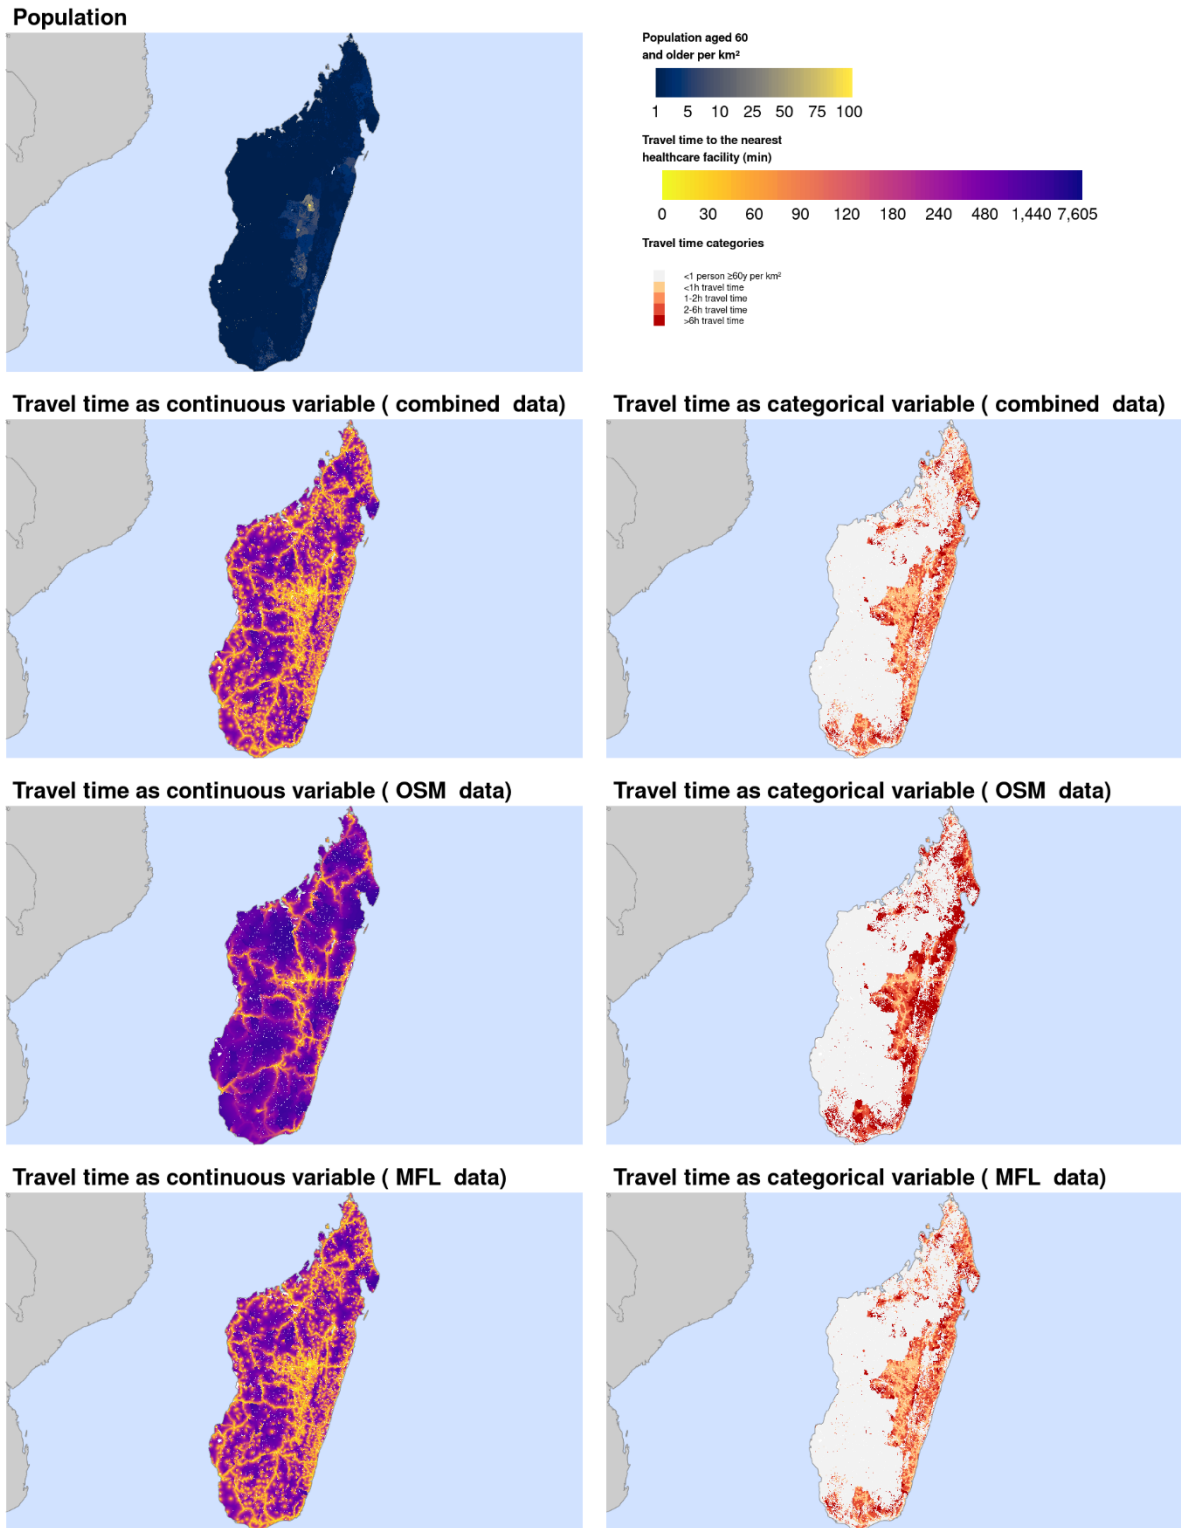 Population
Population aged 60
and older per km²
1 5 10 25 50 75 100
Travel time to the nearest
healthcare facility (min)
0 30 60 90 120 180 240 480 1,440 7,605
Travel time categories
<1 person ≥60y per km²
<1h travel time
1-2h travel time
2-6h travel time
>6h travel time
Travel time as continuous variable ( combined data)
Travel time as categorical variable ( combined data)
Travel time as continuous variable ( OSM data)
Travel time as categorical variable ( OSM data)
Travel time as continuous variable ( MFL data)
Travel time as categorical variable ( MFL data)